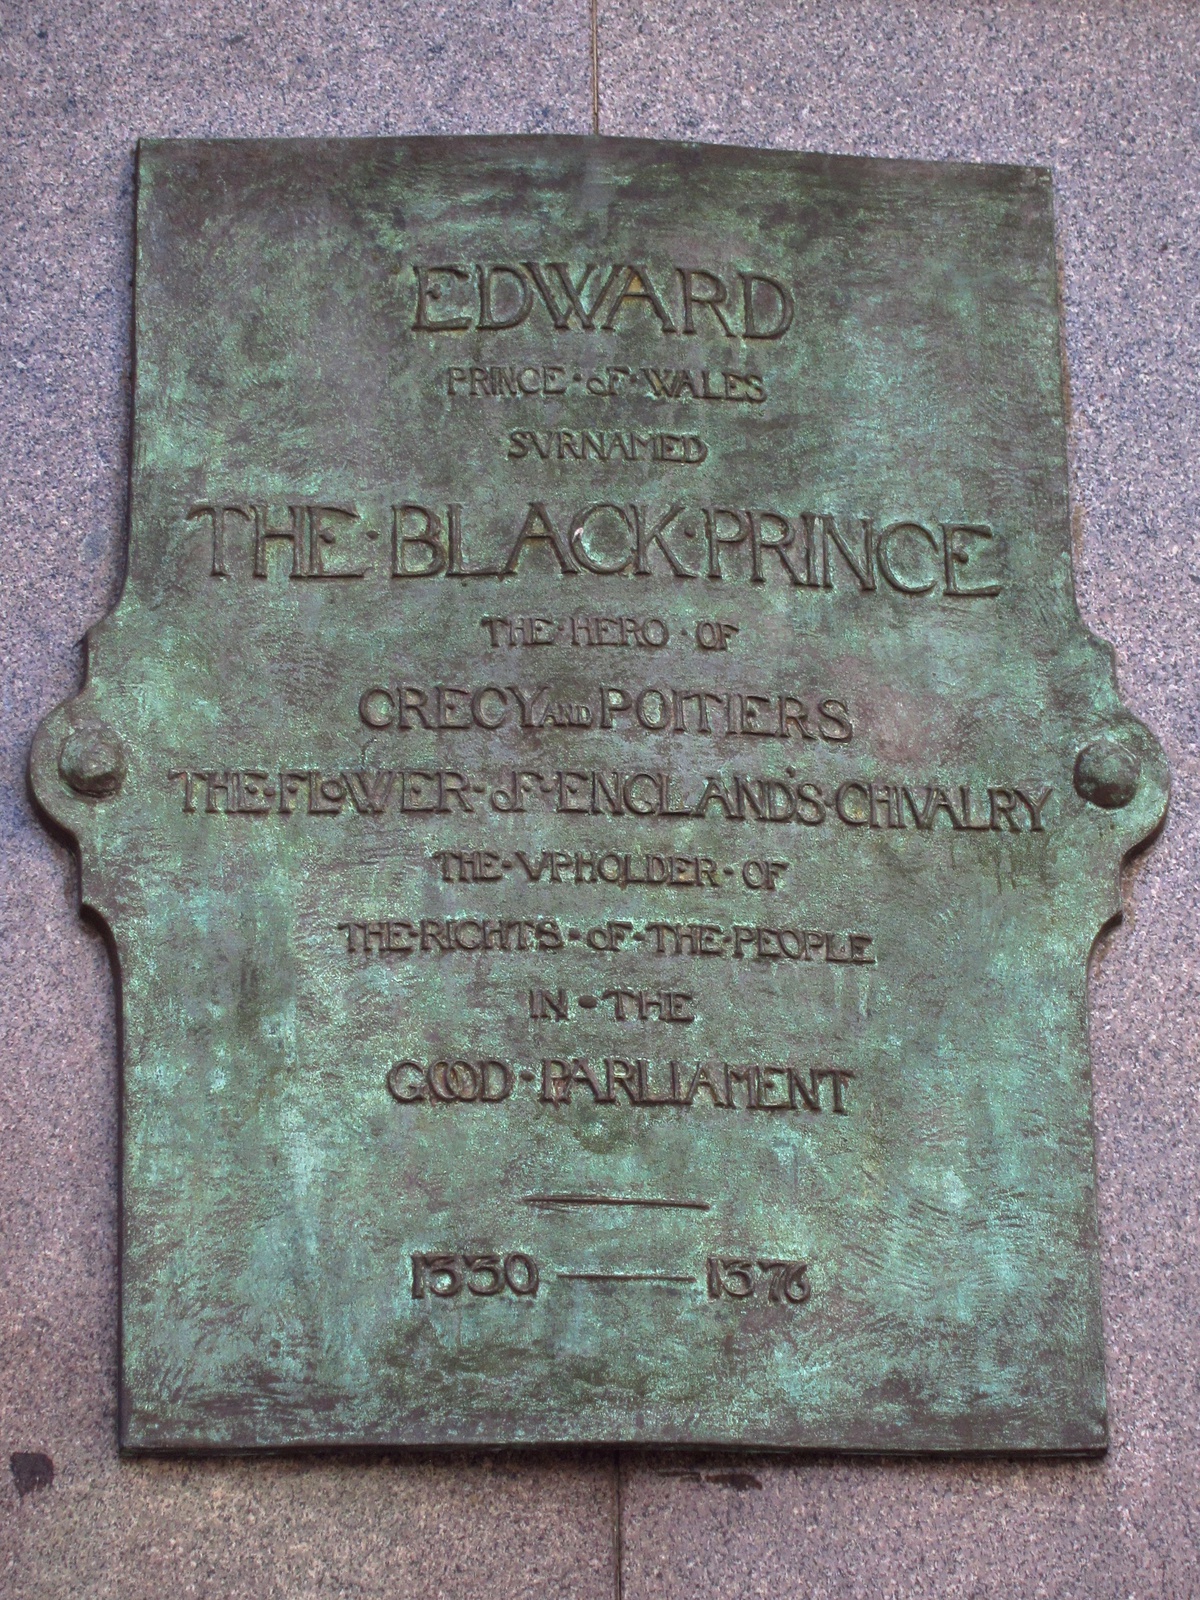 EDWARD
PRINCE·OF·WALES
SVRNAMED
THE·BLACK·PRINCE
THE·HERO·OF
CRECY AND POITIERS
THE·FLOWER·OF·ENGLAND'S·CHIVALRY
THE·VPHOLDER·OF
THE·RIGHTS·OF·THE·PEOPLE
IN·THE
GOOD·PARLIAMENT
1330 — 1376